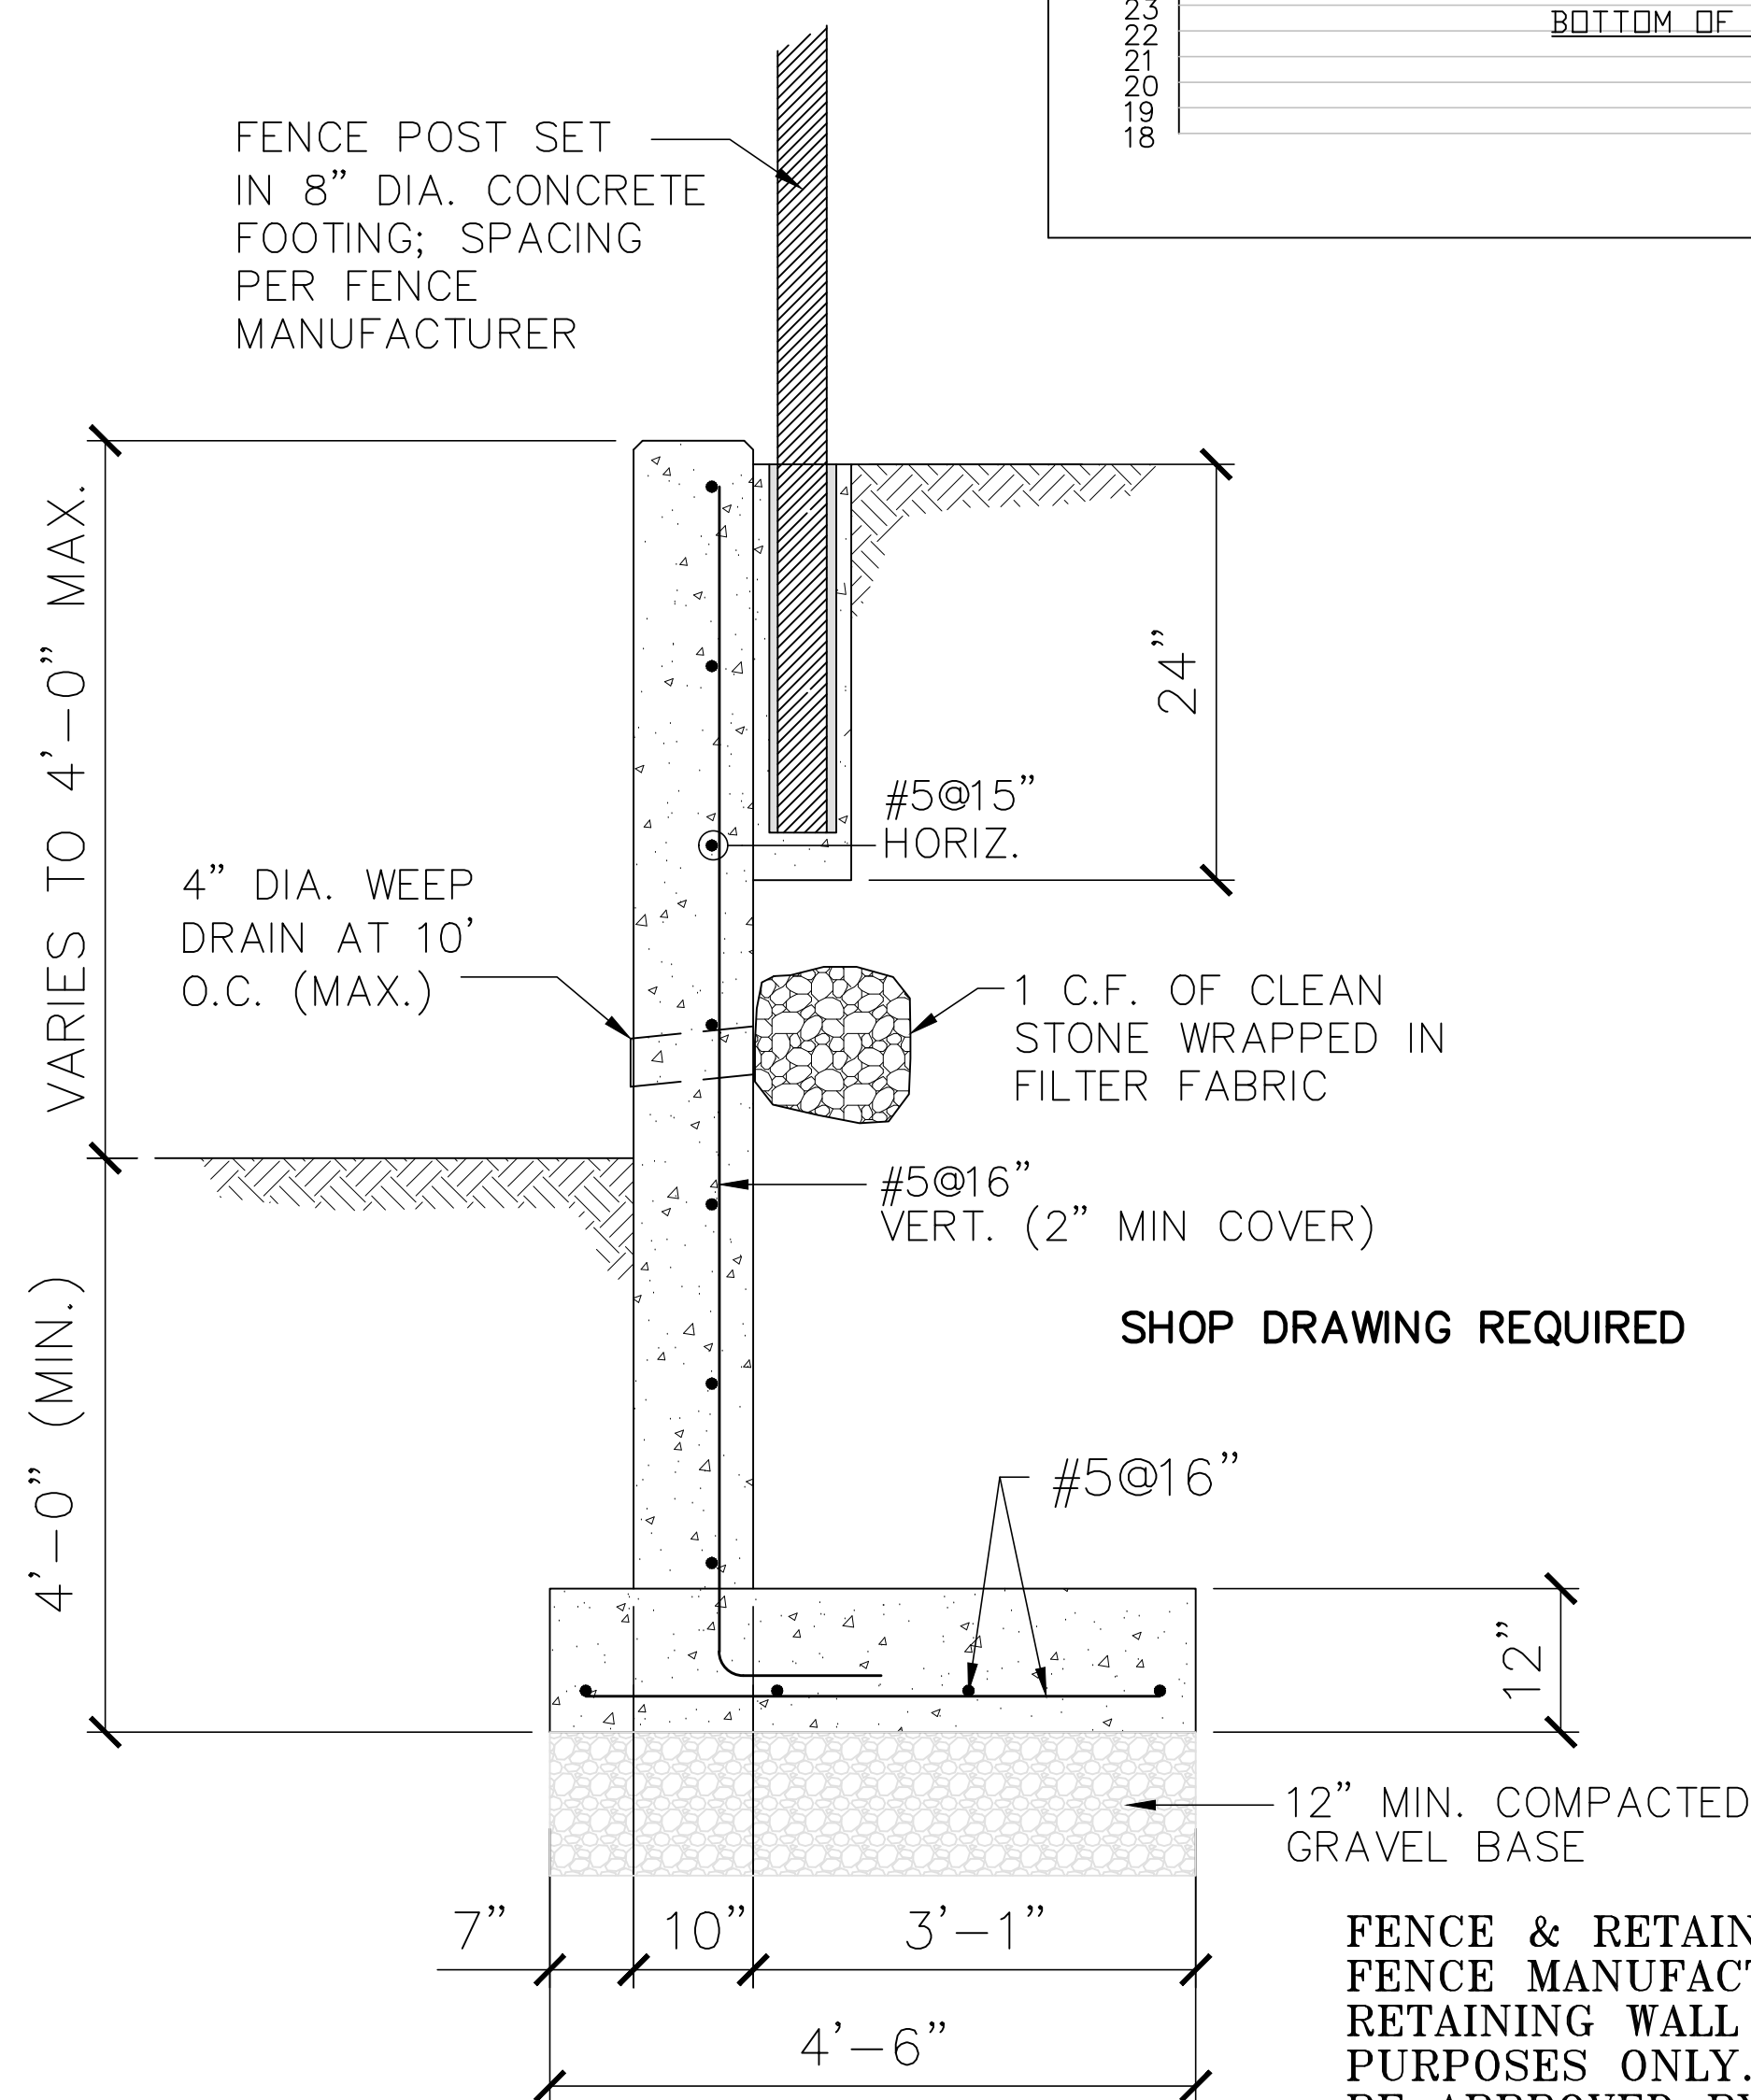 23
22
21
20
19
18
BOTTOM OF
FENCE POST SET
IN 8” DIA. CONCRETE
FOOTING; SPACING
PER FENCE
MANUFACTURER
VARIES TO 4’-0” MAX.
24”
#5@15”
HORIZ.
4” DIA. WEEP
DRAIN AT 10’
O.C. (MAX.)
1 C.F. OF CLEAN
STONE WRAPPED IN
FILTER FABRIC
#5@16”
VERT. (2” MIN COVER)
4’-0” (MIN.)
SHOP DRAWING REQUIRED
#5@16”
12”
12” MIN. COMPACTED
GRAVEL BASE
7”
10”
3’-1”
4’-6”
FENCE & RETAIN
FENCE MANUFACT
RETAINING WALL
PURPOSES ONLY.
BE APPROVED BY